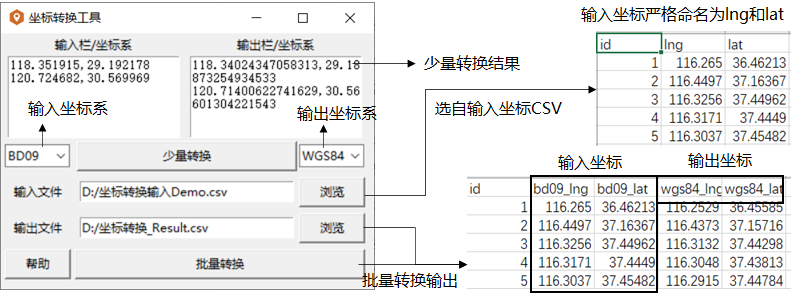 坐标转换工具
输入栏/坐标系
输出栏/坐标系
118.351915,29.192178
120.724682,30.569969
118.34024347058313,29.18
873254934533
120.71400622741629,30.56
601304221543
少量转换结果
输入坐标系
输出坐标系
BD09
少量转换
WGS84
选自输入坐标CSV
输入文件
D:/坐标转换输入Demo.csv
浏览
输出文件
D:/坐标转换_Result.csv
浏览
帮助
批量转换
批量转换输出
输入坐标严格命名为lng和lat
id lng lat
1 116.265 36.46213
2 116.4497 37.16367
3 116.3256 37.44962
4 116.3171 37.4449
5 116.3037 37.45482
输入坐标 输出坐标
id bd09_lng bd09_lat wgs84_lng wgs84_lat
1 116.265 36.46213 116.2529 36.45585
2 116.4497 37.16367 116.4373 37.15716
3 116.3256 37.44962 116.3132 37.44298
4 116.3171 37.4449 116.3048 37.43813
5 116.3037 37.45482 116.2915 37.44784